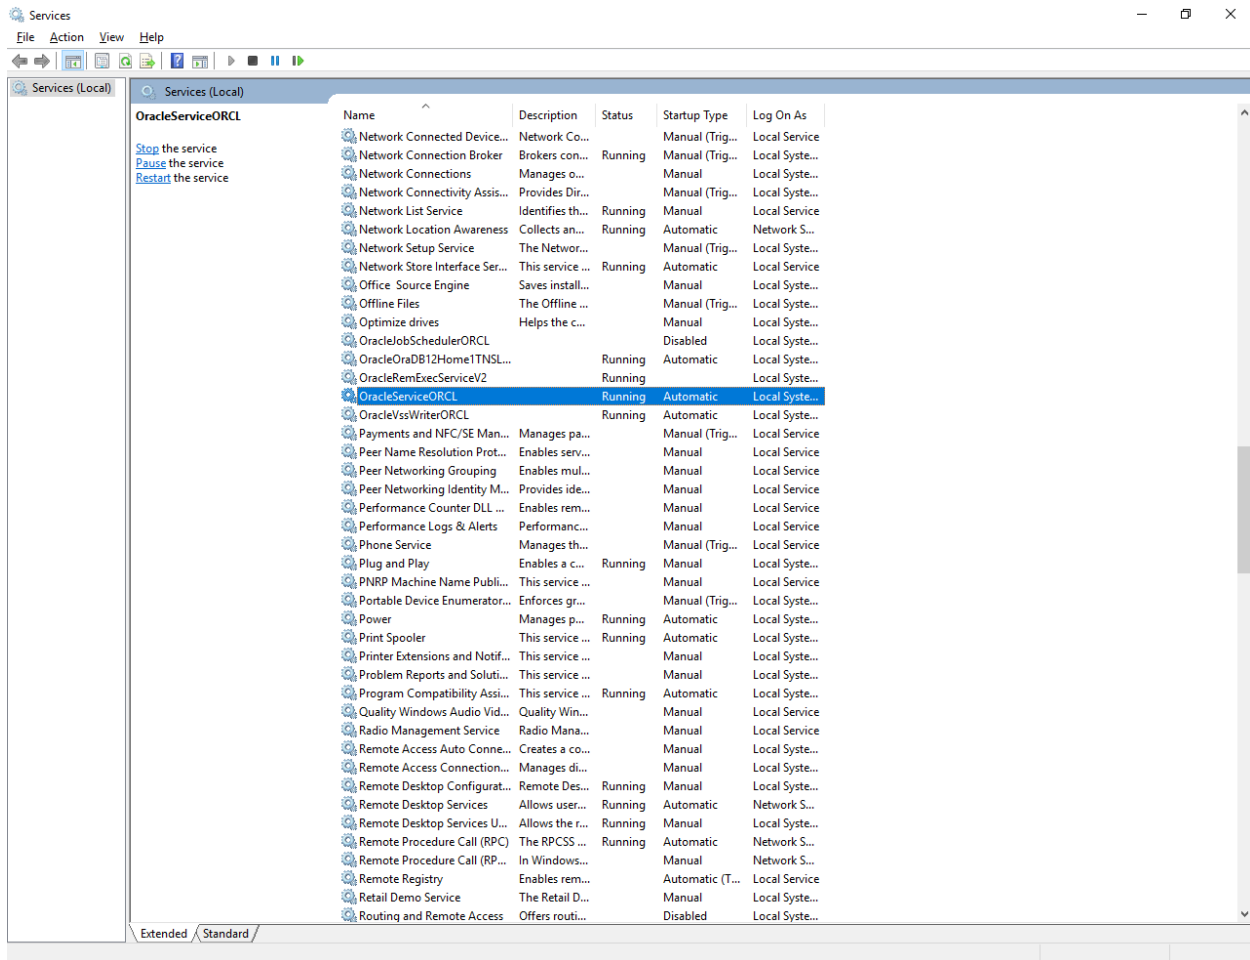 Services
File Action View Help
Services (Local)
Services (Local)
OracleServiceORCL
Stop the service
Pause the service
Restart the service
Name Description Status Startup Type Log On As
Network Connected Device... Network Co... Manual (Trig... Local Service
Network Connection Broker Brokers con... Running Manual (Trig... Local Syste...
Network Connections Manages o... Manual Local Syste...
Network Connectivity Assis... Provides Dir... Manual (Trig... Local Syste...
Network List Service Identifies th... Running Manual Local Service
Network Location Awareness Collects an... Running Automatic Network S...
Network Setup Service The Networ... Manual (Trig... Local Syste...
Network Store Interface Ser... This service ... Running Automatic Local Service
Office Source Engine Saves install... Manual Local Syste...
Offline Files The Offline ... Manual (Trig... Local Syste...
Optimize drives Helps the c... Manual Local Syste...
OracleJobSchedulerORCL Disabled Local Syste...
OracleOraDB12Home1TNSL... Running Automatic Local Syste...
OracleRemExecServiceV2 Running Local Syste...
OracleServiceORCL Running Automatic Local Syste...
OracleVssWriterORCL Running Automatic Local Syste...
Payments and NFC/SE Man... Manages pa... Manual (Trig... Local Service
Peer Name Resolution Prot... Enables serv... Manual Local Service
Peer Networking Grouping Enables mul... Manual Local Service
Peer Networking Identity M... Provides ide... Manual Local Service
Performance Counter DLL ... Enables rem... Manual Local Service
Performance Logs & Alerts Performanc... Manual Local Service
Phone Service Manages th... Manual (Trig... Local Service
Plug and Play Enables a c... Running Manual Local Syste...
PNRP Machine Name Publi... This service ... Manual Local Service
Portable Device Enumerator... Enforces gr... Manual (Trig... Local Syste...
Power Manages p... Running Automatic Local Syste...
Print Spooler This service ... Running Automatic Local Syste...
Printer Extensions and Notif... This service ... Manual Local Syste...
Problem Reports and Soluti... This service ... Manual Local Syste...
Program Compatibility Assi... This service ... Running Automatic Local Syste...
Quality Windows Audio Vid... Quality Win... Manual Local Service
Radio Management Service Radio Mana... Manual Local Service
Remote Access Auto Conne... Creates a co... Manual Local Syste...
Remote Access Connection... Manages di... Manual Local Syste...
Remote Desktop Configurat... Remote Des... Running Manual Local Syste...
Remote Desktop Services Allows user... Running Automatic Network S...
Remote Desktop Services U... Allows the r... Running Manual Local Syste...
Remote Procedure Call (RPC) The RPCSS ... Running Automatic Network S...
Remote Procedure Call (RP... In Windows... Manual Network S...
Remote Registry Enables rem... Automatic (T... Local Service
Retail Demo Service The Retail D... Manual Local Syste...
Routing and Remote Access Offers routi... Disabled Local Syste...
Extended Standard